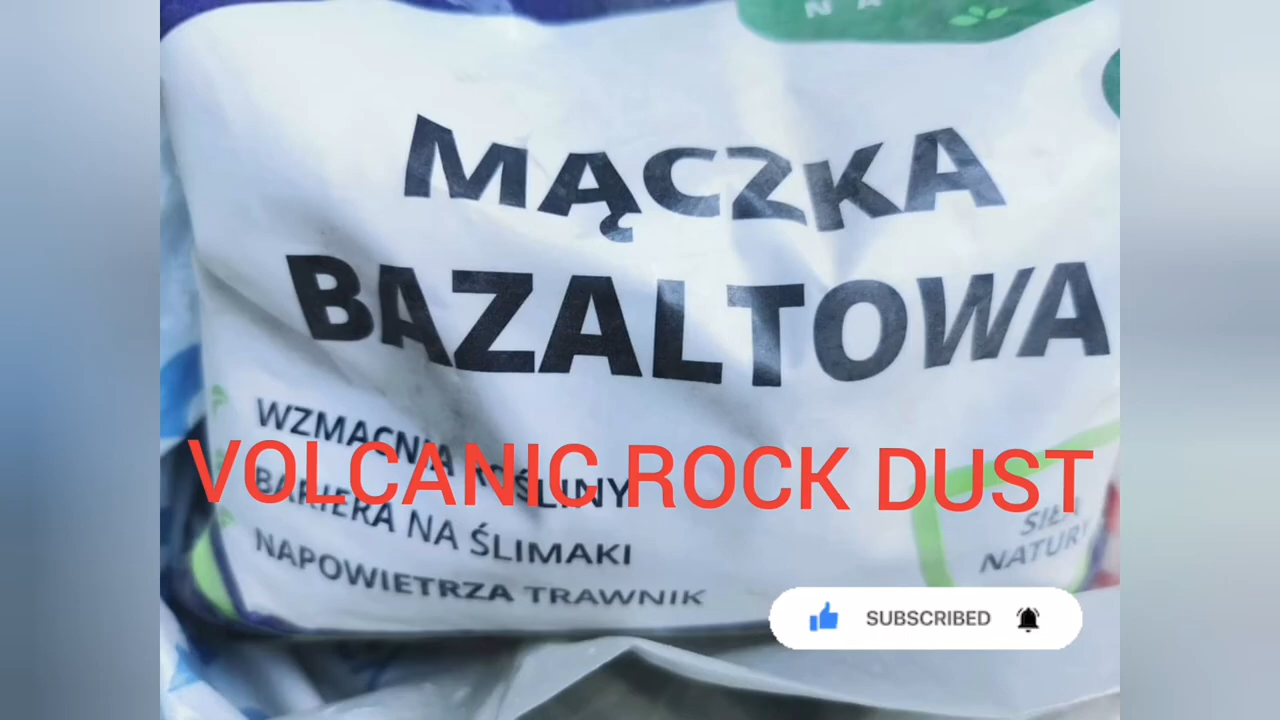 MĄCZKA
BAZALTOWA
WZMACNIA ROŚLINY
VOLCANIC ROCK DUST
BARIERA NA ŚLIMAKI
NAPOWIETRZA TRAWNIK
SIŁA
NATURY
SUBSCRIBED